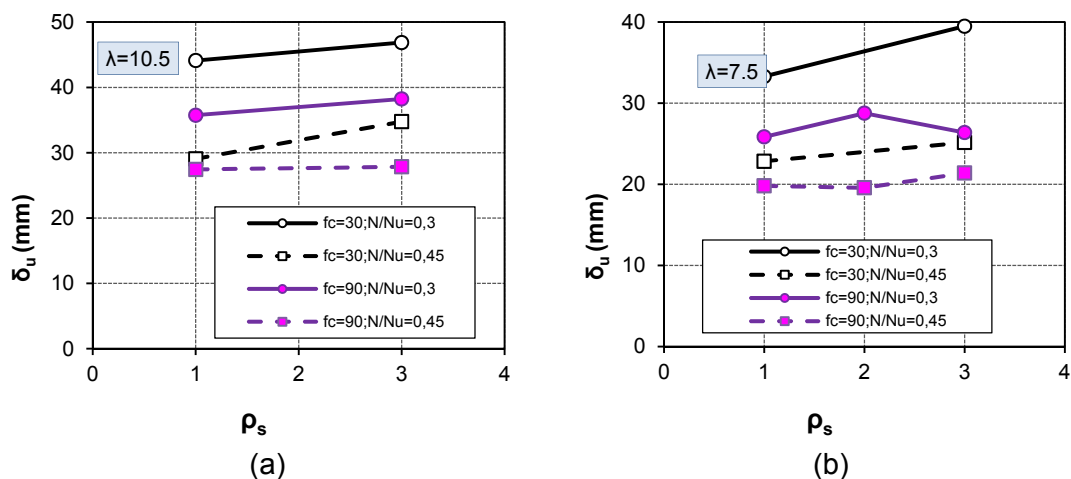 50
40
30
20
10
0
δu (mm)
λ=10.5
fc=30;N/Nu=0,3
fc=30;N/Nu=0,45
fc=90;N/Nu=0,3
fc=90;N/Nu=0,45
0 1 2 3 4
ρs
(a)
40
30
20
10
0
δu (mm)
λ=7.5
fc=30;N/Nu=0,3
fc=30;N/Nu=0,45
fc=90;N/Nu=0,3
fc=90;N/Nu=0,45
0 1 2 3 4
ρs
(b)